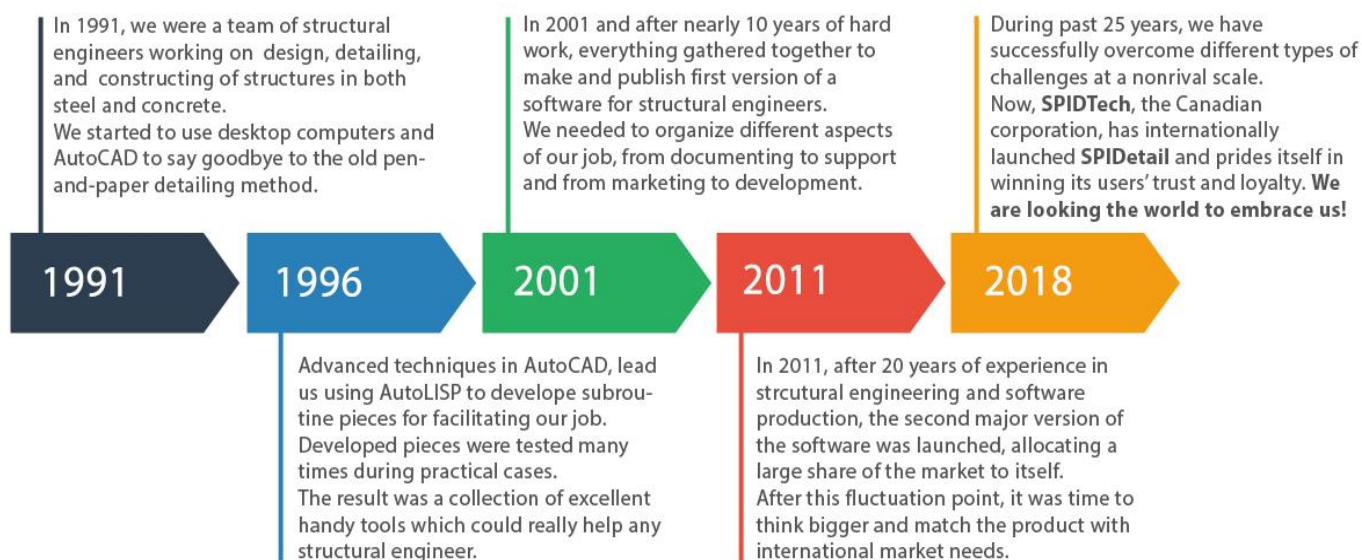 In 1991, we were a team of structural
engineers working on design, detailing,
and constructing of structures in both
steel and concrete.
We started to use desktop computers and
AutoCAD to say goodbye to the old pen-
and-paper detailing method.
In 2001 and after nearly 10 years of hard
work, everything gathered together to
make and publish first version of a
software for structural engineers.
We needed to organize different aspects
of our job, from documenting to support
and from marketing to development.
During past 25 years, we have
successfully overcome different types of
challenges at a nonrival scale.
Now, SPIDTech, the Canadian
corporation, has internationally
launched SPIDetail and prides itself in
winning its users' trust and loyalty. We
are looking the world to embrace us!
1991
1996
2001
2011
2018
Advanced techniques in AutoCAD, lead
us using AutoLISP to develope subrou-
tine pieces for facilitating our job.
Developed pieces were tested many
times during practical cases.
The result was a collection of excellent
handy tools which could really help any
structural engineer.
In 2011, after 20 years of experience in
strcutural engineering and software
production, the second major version of
the software was launched, allocating a
large share of the market to itself.
After this fluctuation point, it was time to
think bigger and match the product with
international market needs.